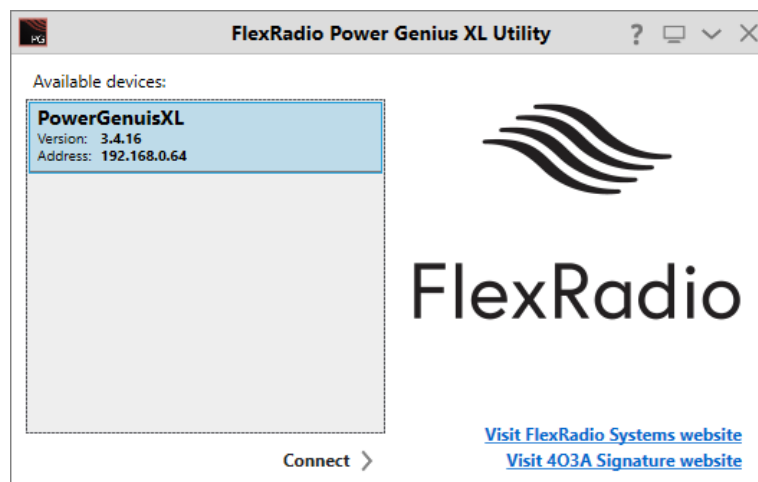 PG
FlexRadio Power Genius XL Utility
?
Available devices:
PowerGenuisXL
Version: 3.4.16
Address: 192.168.0.64
FlexRadio
Visit FlexRadio Systems website
Connect
Visit 4O3A Signature website